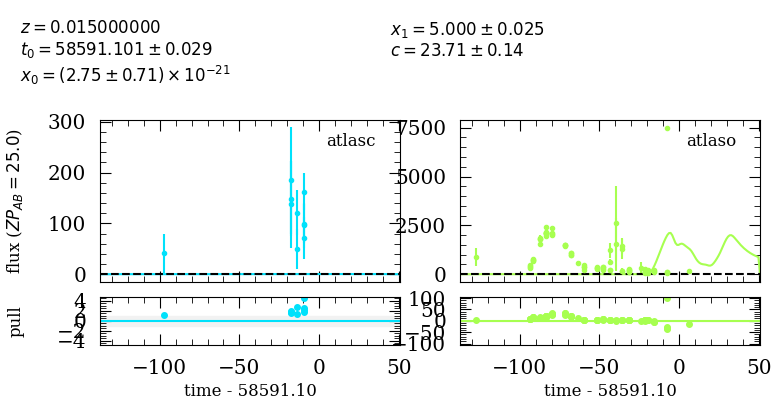 z = 0.015000000
t₀ = 58591.101 ± 0.029
x₀ = (2.75 ± 0.71) × 10⁻²¹
x₁ = 5.000 ± 0.025
c = 23.71 ± 0.14
flux (ZP_AB = 25.0)
300
200
100
0
atlasc
7500
5000
2500
0
atlaso
pull
4
2
0
−2
−4
−100
−50
0
50
time - 58591.10
100
50
0
−50
−100
−100
−50
0
50
time - 58591.10